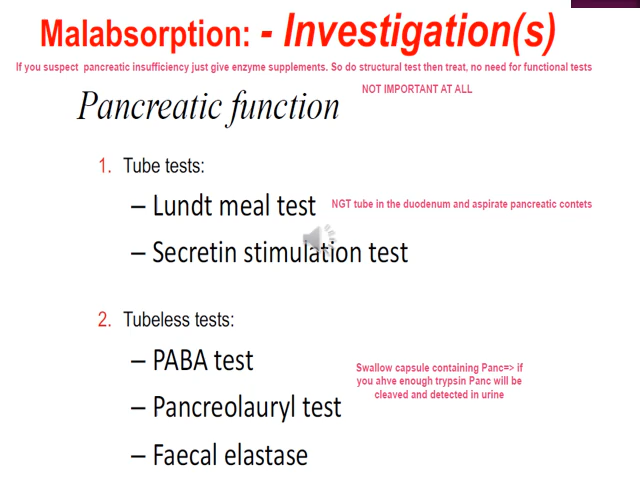 Malabsorption: - Investigation(s)
If you suspect pancreatic insufficiency just give enzyme supplements. So do structural test then treat, no need for functional tests
NOT IMPORTANT AT ALL
Pancreatic function
1. Tube tests:
– Lundt meal test
NGT tube in the duodenum and aspirate pancreatic contets
– Secretin stimulation test
2. Tubeless tests:
– PABA test
Swallow capsule containing Panc=> if
you ahve enough trypsin Panc will be
cleaved and detected in urine
– Pancreolauryl test
– Faecal elastase